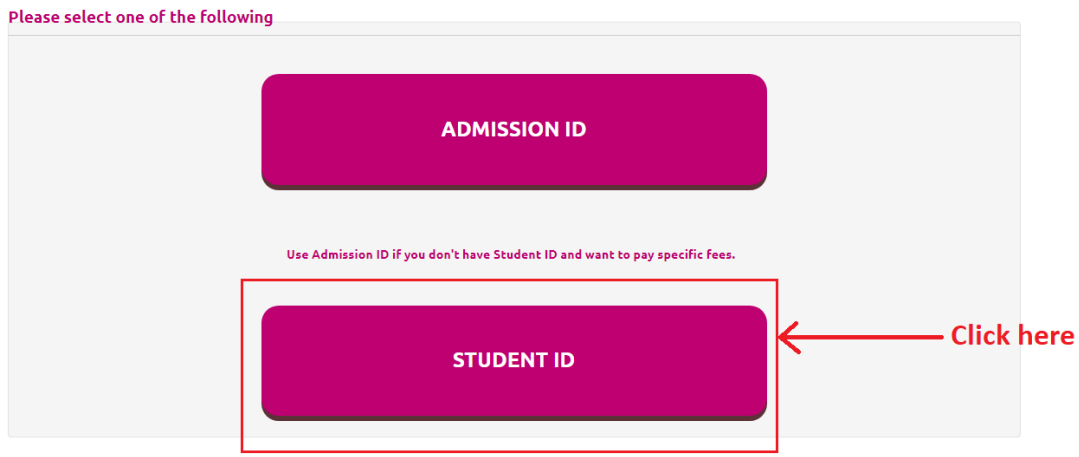 Please select one of the following
ADMISSION ID
Use Admission ID if you don't have Student ID and want to pay specific fees.
STUDENT ID
Click here